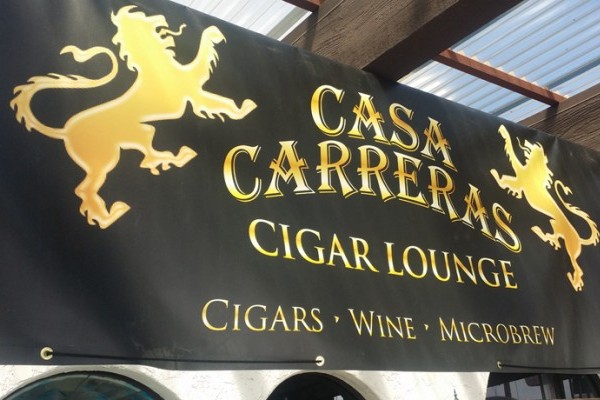 CASA
CARRERAS
CIGAR LOUNGE
CIGARS · WINE · MICROBREW